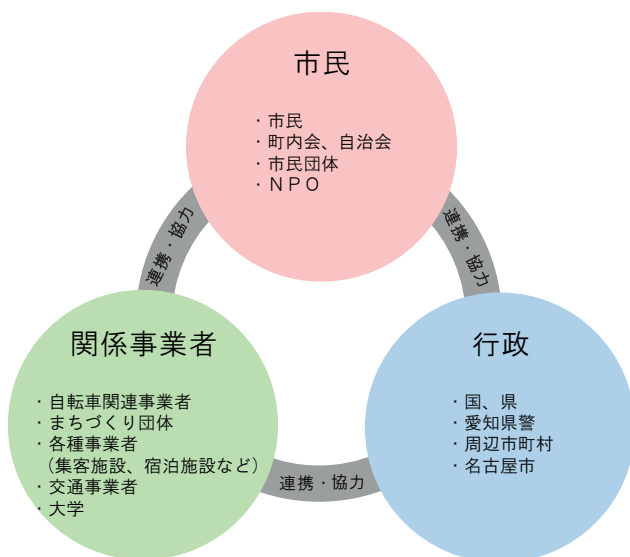 市民
・市民
・町内会、自治会
・市民団体
・ＮＰＯ
連携・協力
連携・協力
関係事業者
・自転車関連事業者
・まちづくり団体
・各種事業者
（集客施設、宿泊施設など）
・交通事業者
・大学
行政
・国、県
・愛知県警
・周辺市町村
・名古屋市
連携・協力